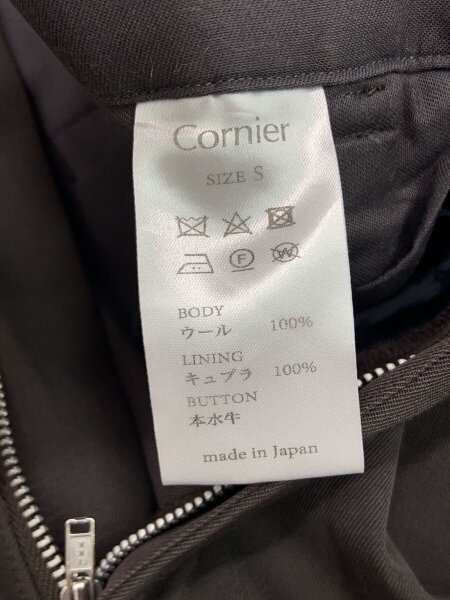 Cornier
SIZE S
F W
BODY
ウール 100%
LINING
キュプラ 100%
BUTTON
本水牛
made in Japan